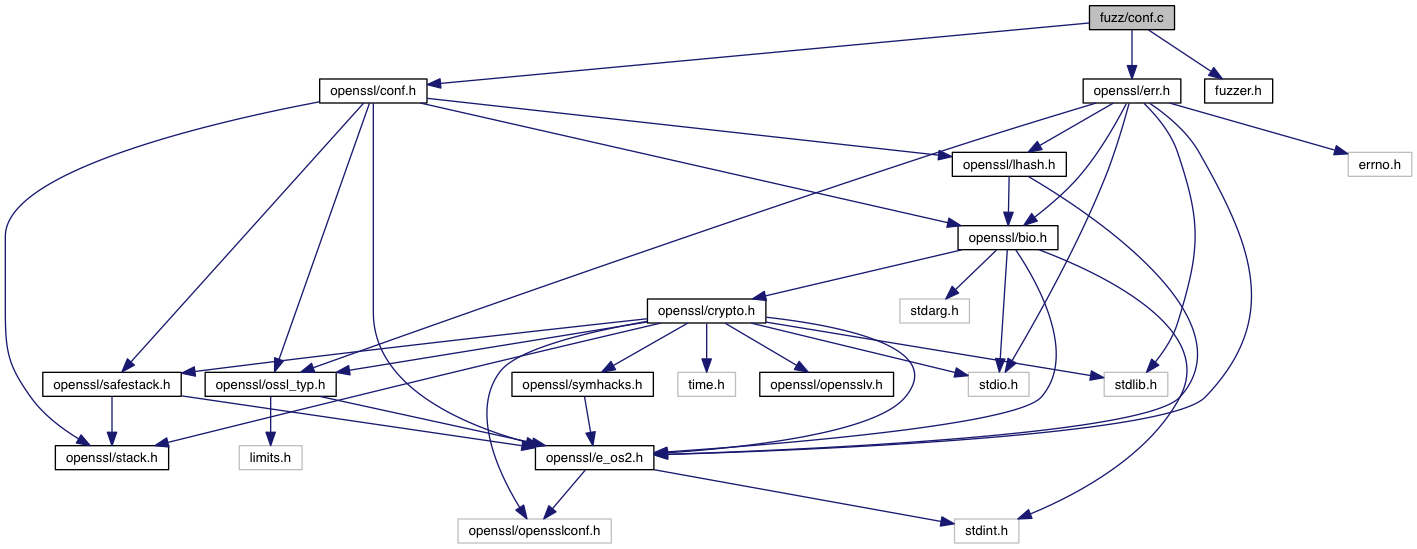 fuzz/conf.c
openssl/conf.h
openssl/err.h
fuzzer.h
openssl/lhash.h
errno.h
openssl/bio.h
openssl/crypto.h
stdarg.h
openssl/safestack.h
openssl/ossl_typ.h
openssl/symhacks.h
time.h
openssl/opensslv.h
stdio.h
stdlib.h
openssl/stack.h
limits.h
openssl/e_os2.h
openssl/opensslconf.h
stdint.h